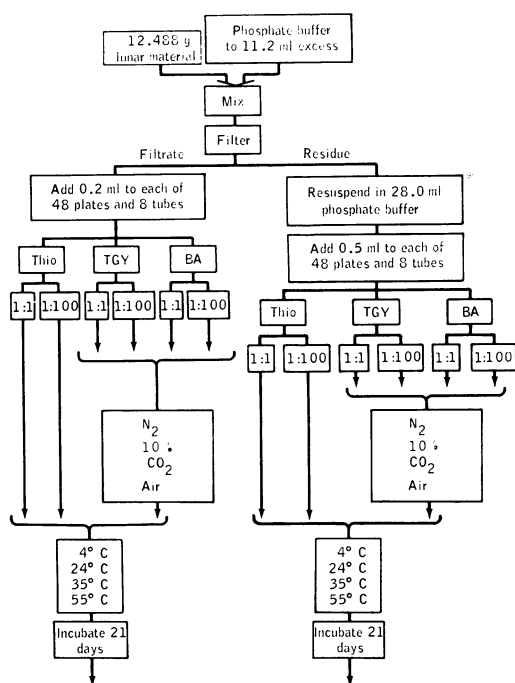 12.488 g
lunar material
Phosphate buffer
to 11.2 ml excess
Mix
Filter
Filtrate
Residue
Add 0.2 ml to each of
48 plates and 8 tubes
Thio
TGY
BA
1:1
1:100
1:1
1:100
1:1
1:100
N2
10%
CO2
Air
4° C
24° C
35° C
55° C
Incubate 21
days
*
Resuspend in 28.0 ml
phosphate buffer
Add 0.5 ml to each of
48 plates and 8 tubes
Thio
TGY
BA
1:1
1:100
1:1
1:100
1:1
1:100
N2
10%
CO2
Air
4° C
24° C
35° C
55° C
Incubate 21
days